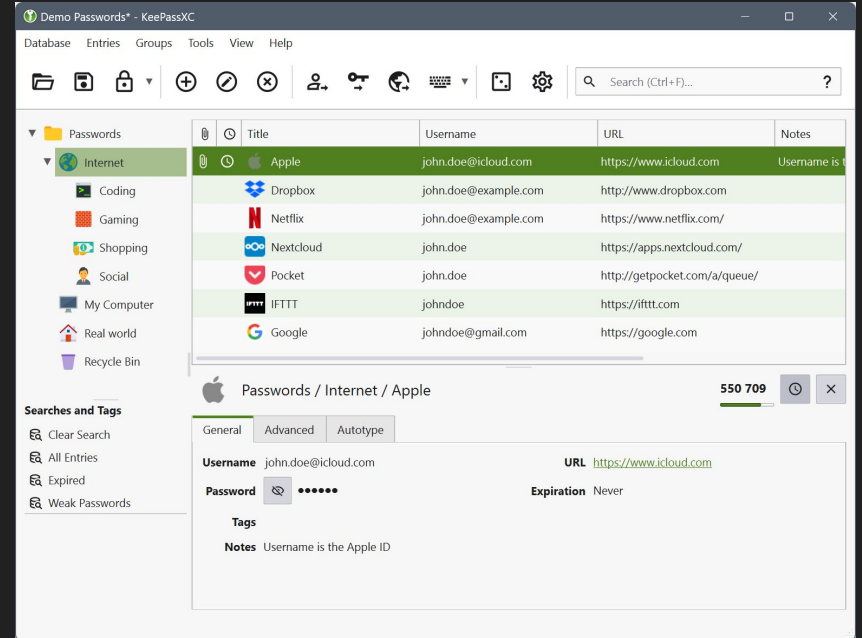 Demo Passwords* - KeePassXC
Database Entries Groups Tools View Help
Search (Ctrl+F)... ?
Passwords
Internet
Coding
Gaming
Shopping
Social
My Computer
Real world
Recycle Bin
Searches and Tags
Clear Search
All Entries
Expired
Weak Passwords
Title Username URL Notes
Apple john.doe@icloud.com https://www.icloud.com Username is t
Dropbox john.doe@example.com http://www.dropbox.com
Netflix john.doe@example.com https://www.netflix.com/
Nextcloud john.doe https://apps.nextcloud.com/
Pocket john.doe http://getpocket.com/a/queue/
IFTTT IFTTT johndoe https://ifttt.com
Google johndoe@gmail.com https://google.com
Passwords / Internet / Apple 550 709
General Advanced Autotype
Username john.doe@icloud.com URL https://www.icloud.com
Password ●●●●●● Expiration Never
Tags
Notes Username is the Apple ID